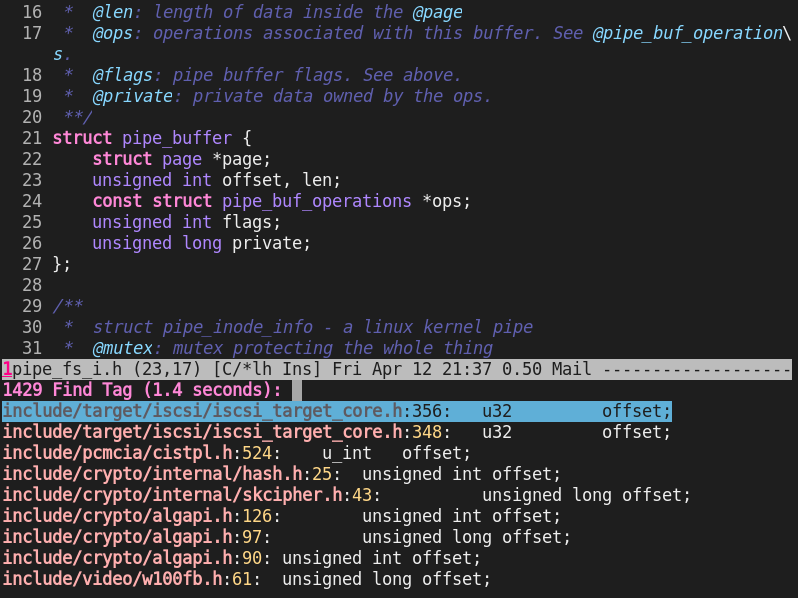 16  *  @len: length of data inside the @page
17  *  @ops: operations associated with this buffer. See @pipe_buf_operation\
s.
18  *  @flags: pipe buffer flags. See above.
19  *  @private: private data owned by the ops.
20  **/
21 struct pipe_buffer {
22     struct page *page;
23     unsigned int offset, len;
24     const struct pipe_buf_operations *ops;
25     unsigned int flags;
26     unsigned long private;
27 };
28
29 /**
30  *  struct pipe_inode_info - a linux kernel pipe
31  *  @mutex: mutex protecting the whole thing
1pipe_fs_i.h (23,17) [C/*lh Ins] Fri Apr 12 21:37 0.50 Mail -------------------
1429 Find Tag (1.4 seconds):
include/target/iscsi/iscsi_target_core.h:356:   u32         offset;
include/target/iscsi/iscsi_target_core.h:348:   u32         offset;
include/pcmcia/cistpl.h:524:    u_int   offset;
include/crypto/internal/hash.h:25:  unsigned int offset;
include/crypto/internal/skcipher.h:43:          unsigned long offset;
include/crypto/algapi.h:126:        unsigned int offset;
include/crypto/algapi.h:97:         unsigned long offset;
include/crypto/algapi.h:90: unsigned int offset;
include/video/w100fb.h:61:  unsigned long offset;